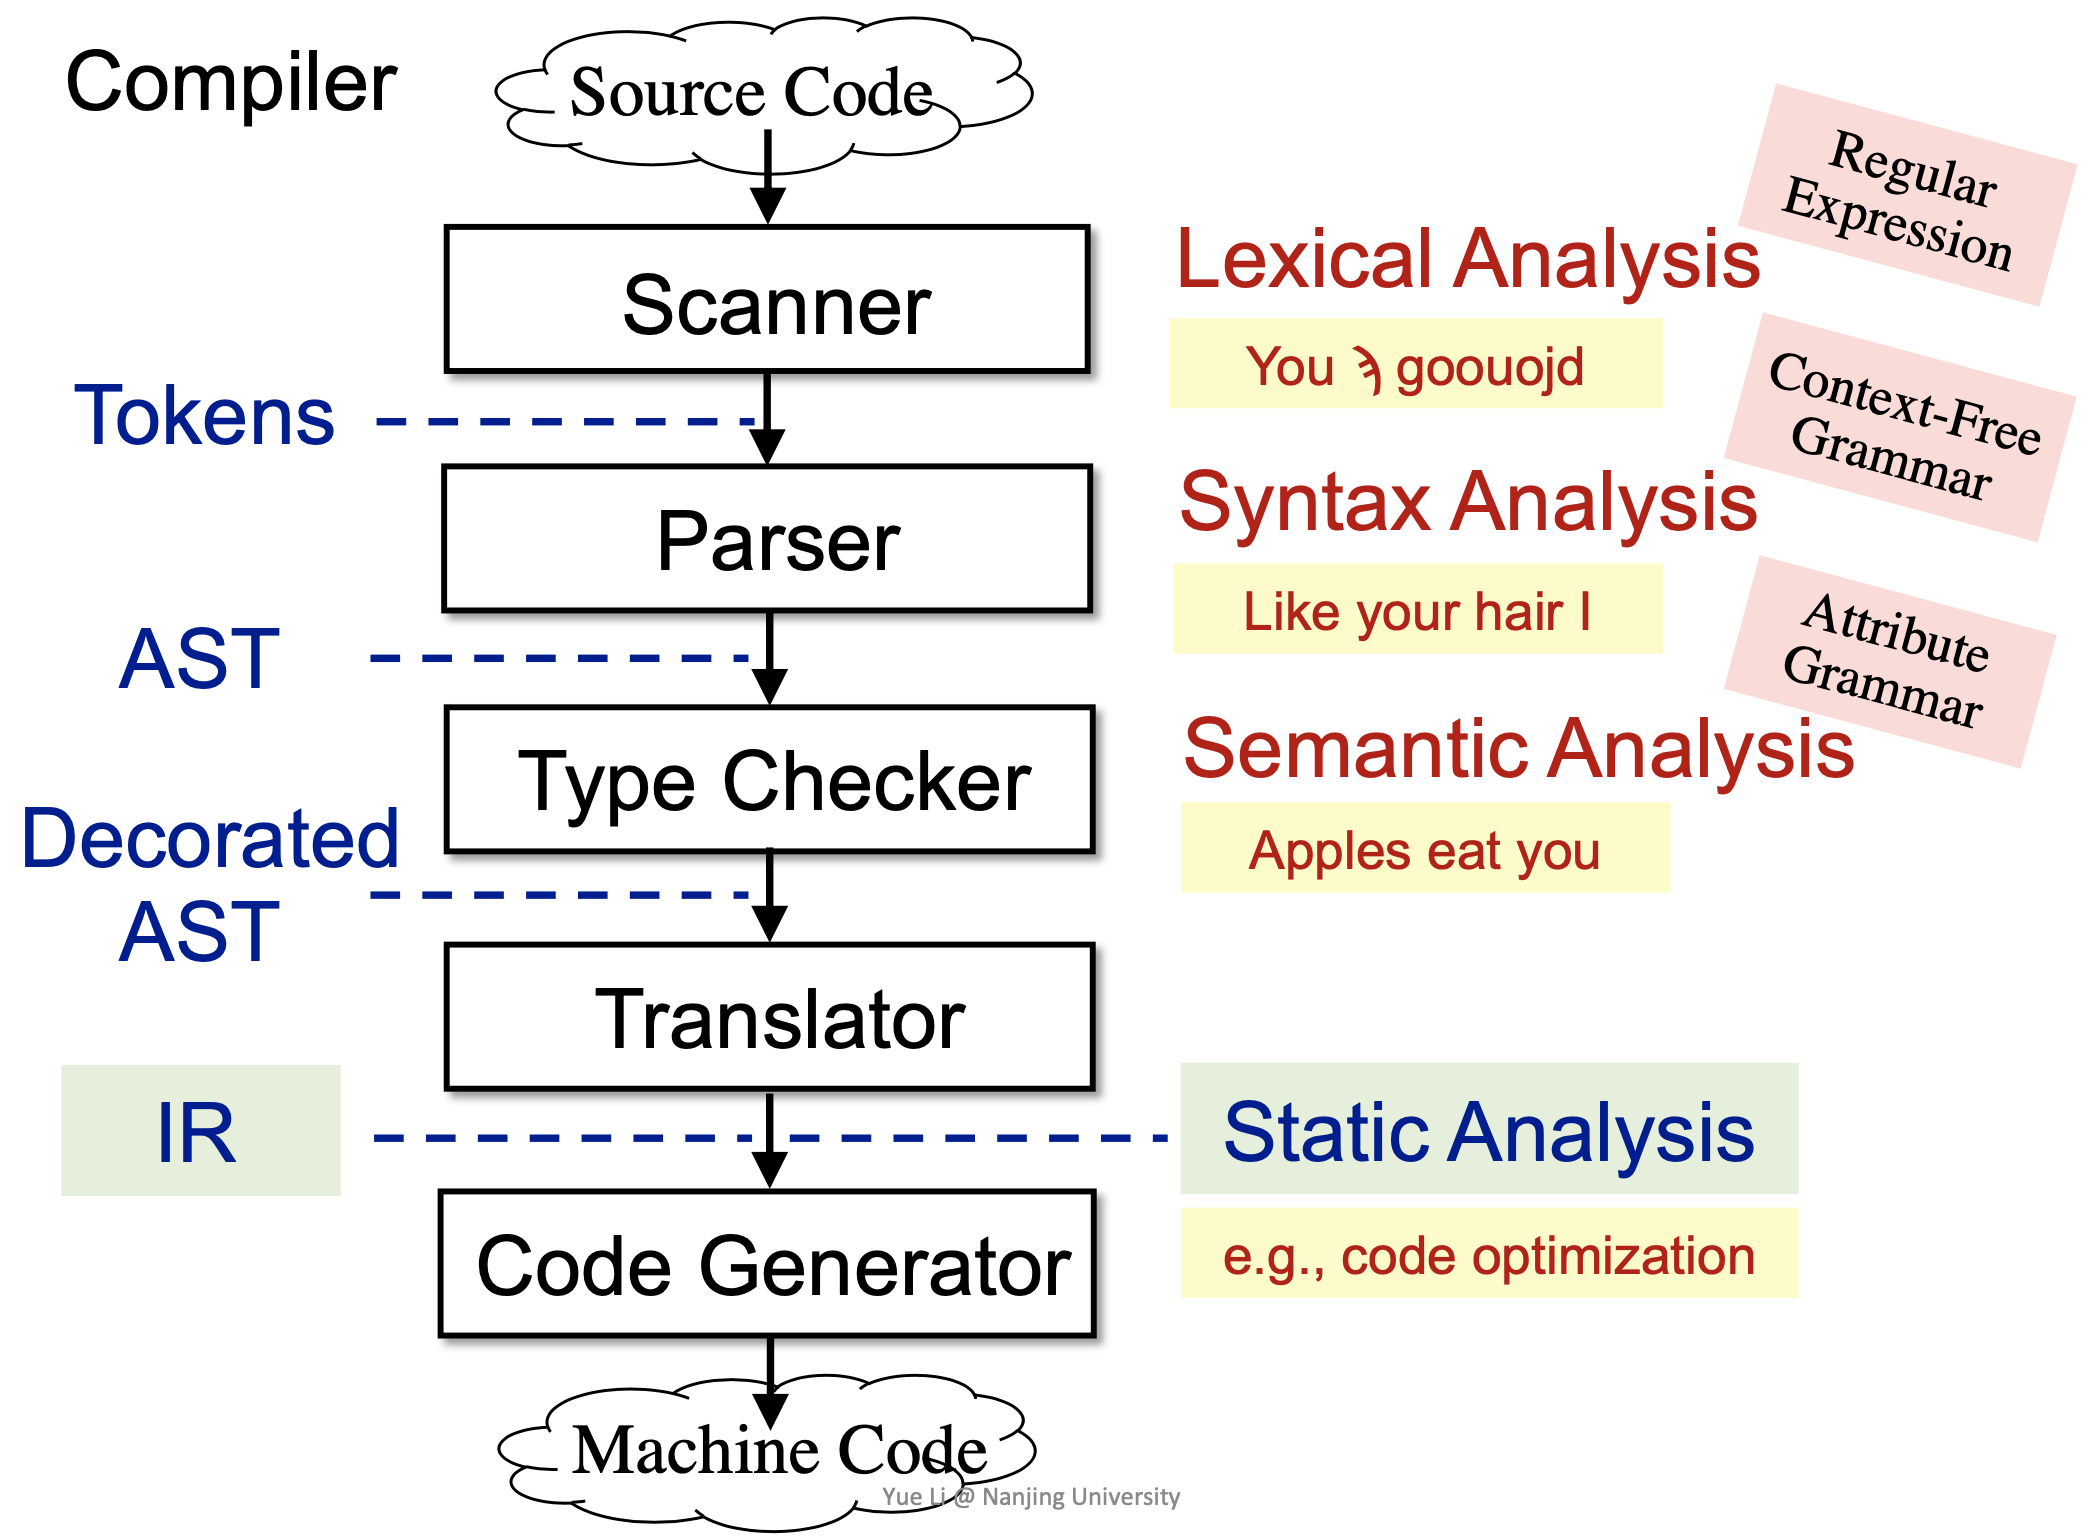 Compiler
Source Code
Regular
Expression
Scanner
Lexical Analysis
You goouojd
Tokens
Context-Free
Grammar
Parser
Syntax Analysis
Like your hair I
AST
Attribute
Grammar
Type Checker
Semantic Analysis
Apples eat you
Decorated
AST
Translator
IR
Static Analysis
Code Generator
e.g., code optimization
Machine Code
Yue Li @ Nanjing University